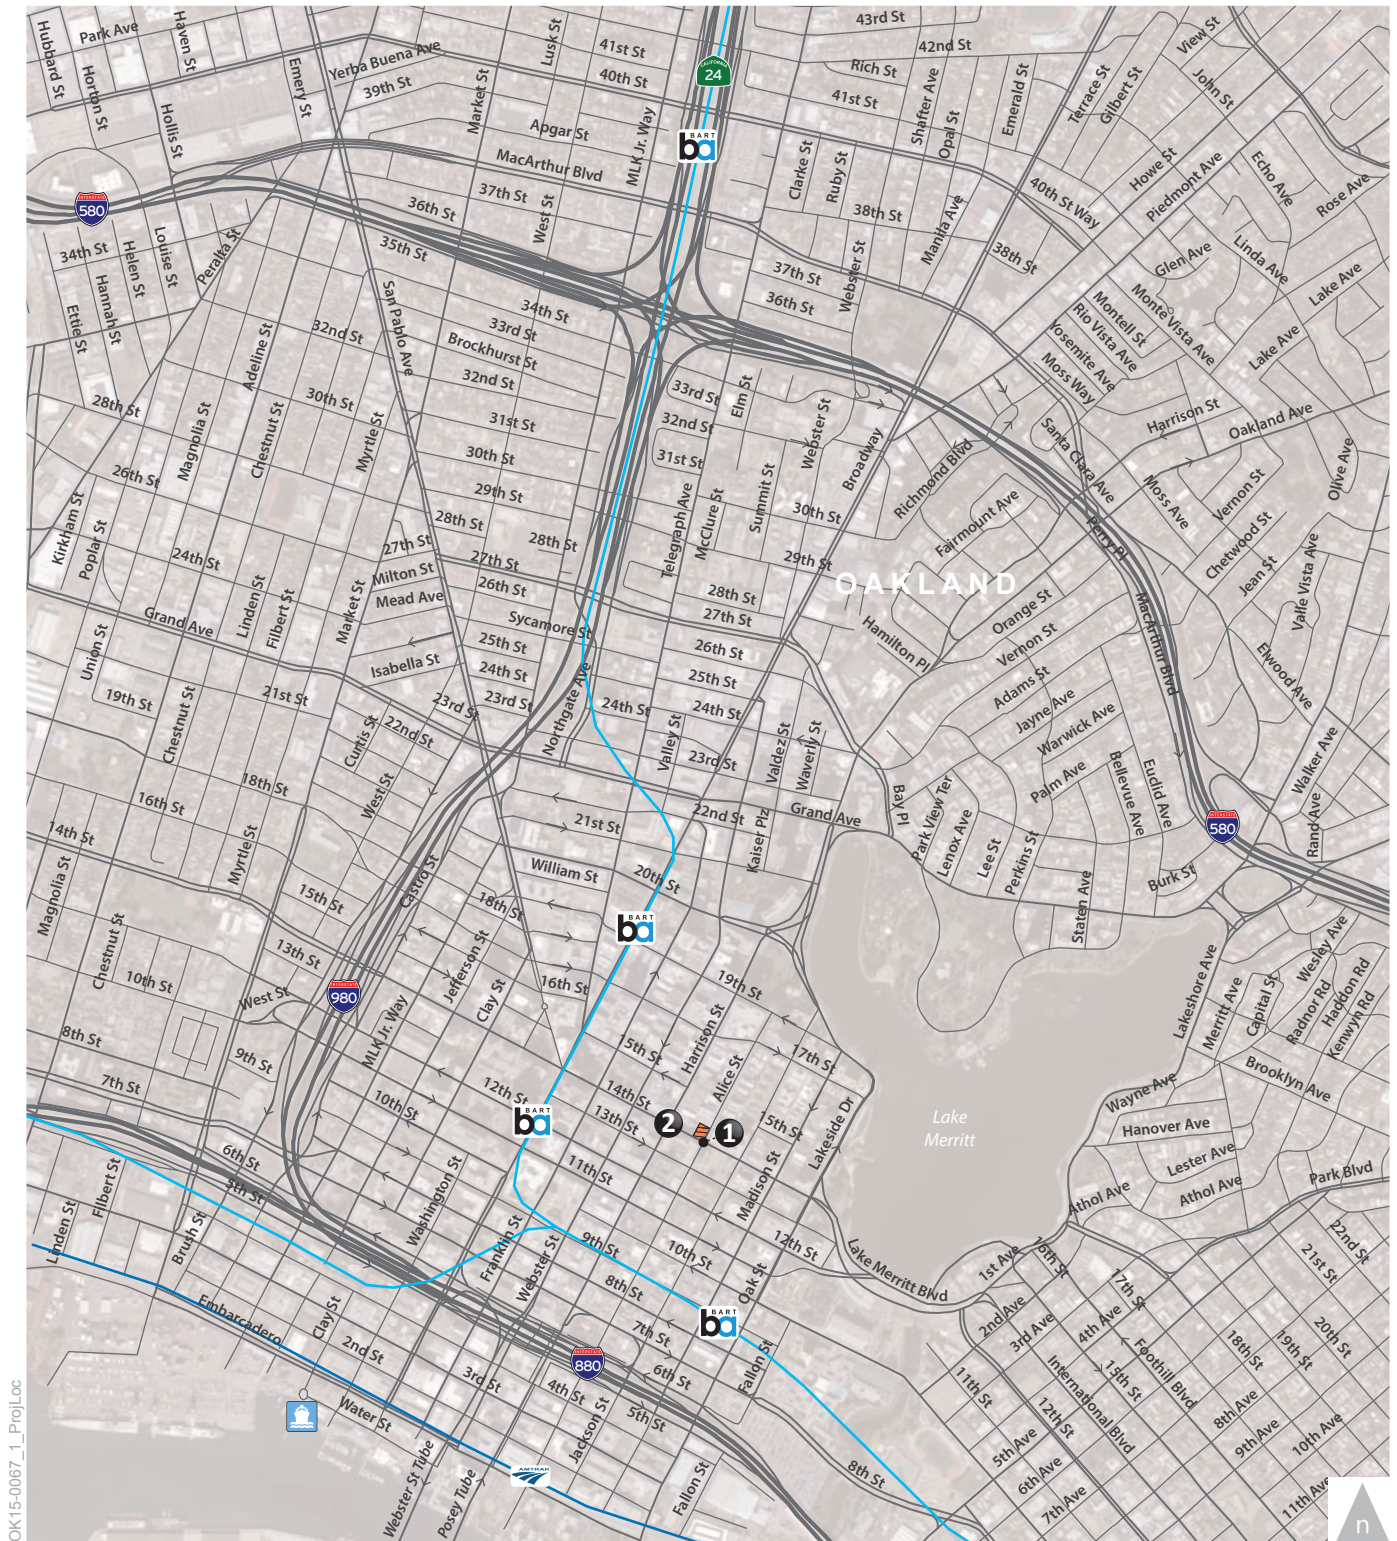 Hubbard St
Park Ave
Haven St
Horton St
Hollis St
Emery St
Yerba Buena Ave
39th St
Market St
Lusk St
41st St
40th St
Apgar St
MacArthur Blvd
MLK Jr. Way
CALIFORNIA
24
BART
ba
43rd St
42nd St
Rich St
41st St
Shafter Ave
Opal St
Emerald St
Terrace St
Gilbert St
View St
John St
Howe St
Piedmont Ave
Echo Ave
Rose Ave
Clarke St
Ruby St
38th St
Manila Ave
40th St Way
38th St
Glen Ave
Linda Ave
Lake Ave
INTERSTATE
580
34th St
Helen St
Louise St
Peralta St
Hannah St
Ettie St
37th St
36th St
35th St
West St
San Pablo Ave
34th St
33rd St
Brockhurst St
32nd St
37th St
36th St
Webster St
Montell St
Rio Vista Ave
Monte Vista Ave
Yosemite Ave
Moss Way
Lake Ave
32nd St
Adeline St
30th St
28th St
Magnolia St
Chestnut St
Myrtle St
31st St
30th St
29th St
28th St
28th St
33rd St
32nd St
31st St
Elm St
Webster St
Broadway
Summit St
McClure St
Telegraph Ave
30th St
29th St
Richmond Blvd
Fairmount Ave
Santa Clara Ave
Harrison St
Oakland Ave
Moss Ave
Vernon St
Olive Ave
Chetwood St
Jean St
Perry Pl
Valle Vista Ave
26th St
Kirkham St
Poplar St
24th St
Grand Ave
Linden St
Filbert St
Market St
27th St
Milton St
Mead Ave
27th St
26th St
Sycamore St
25th St
24th St
23rd St
Isabella St
Northgate Ave
28th St
27th St
26th St
25th St
24th St
24th St
23rd St
Valley St
Valdez St
Waverly St
OAKLAND
Hamilton Pl
Orange St
Vernon St
Adams St
Jayne Ave
Warwick Ave
Palm Ave
MacArthur Blvd
Elwood Ave
Walker Ave
Rand Ave
Union St
19th St
Chestnut St
21st St
Curtis St
22nd St
23rd St
West St
18th St
16th St
14th St
Myrtle St
Magnolia St
Chestnut St
15th St
13th St
Castro St
21st St
William St
22nd St
Kaiser Plz
Grand Ave
Bay Pl
Park View Ter
Lenox Ave
Lee St
Perkins St
Bellevue Ave
Euclid Ave
Staten Ave
Burk St
INTERSTATE
580
20th St
18th St
BART
ba
Jefferson St
Clay St
16th St
19th St
Lakeshore Ave
Merritt Ave
Capital St
Wesley Ave
Radnor Rd
Haddon Rd
Kenwyn Rd
Brooklyn Ave
10th St
West St
INTERSTATE
980
MLK Jr. Way
8th St
7th St
9th St
10th St
12th St
BART
ba
15th St
Harrison St
Alice St
14th St
13th St
17th St
15th St
2
1
Lakeside Dr
Lake
Merritt
Wayne Ave
Hanover Ave
Lester Ave
Athol Ave
Athol Ave
Park Blvd
6th St
5th St
Filbert St
Linden St
Brush St
Washington St
11th St
Madison St
12th St
10th St
9th St
8th St
7th St
6th St
5th St
4th St
Franklin St
Webster St
Oak St
Fallon St
BART
ba
Lake Merritt Blvd
1st Ave
16th St
2nd Ave
3rd Ave
4th Ave
17th St
22nd St
21st St
20th St
19th St
18th St
Foothill Blvd
15th St
International Blvd
12th St
11th St
5th Ave
6th Ave
7th Ave
8th Ave
9th Ave
10th Ave
11th Ave
Embarcadero
Clay St
2nd St
Water St
3rd St
INTERSTATE
880
Jackson St
Fallon St
8th St
Webster St Tube
Posey Tube
AMTRAK
OK15-0067_1_ProjLoc
n